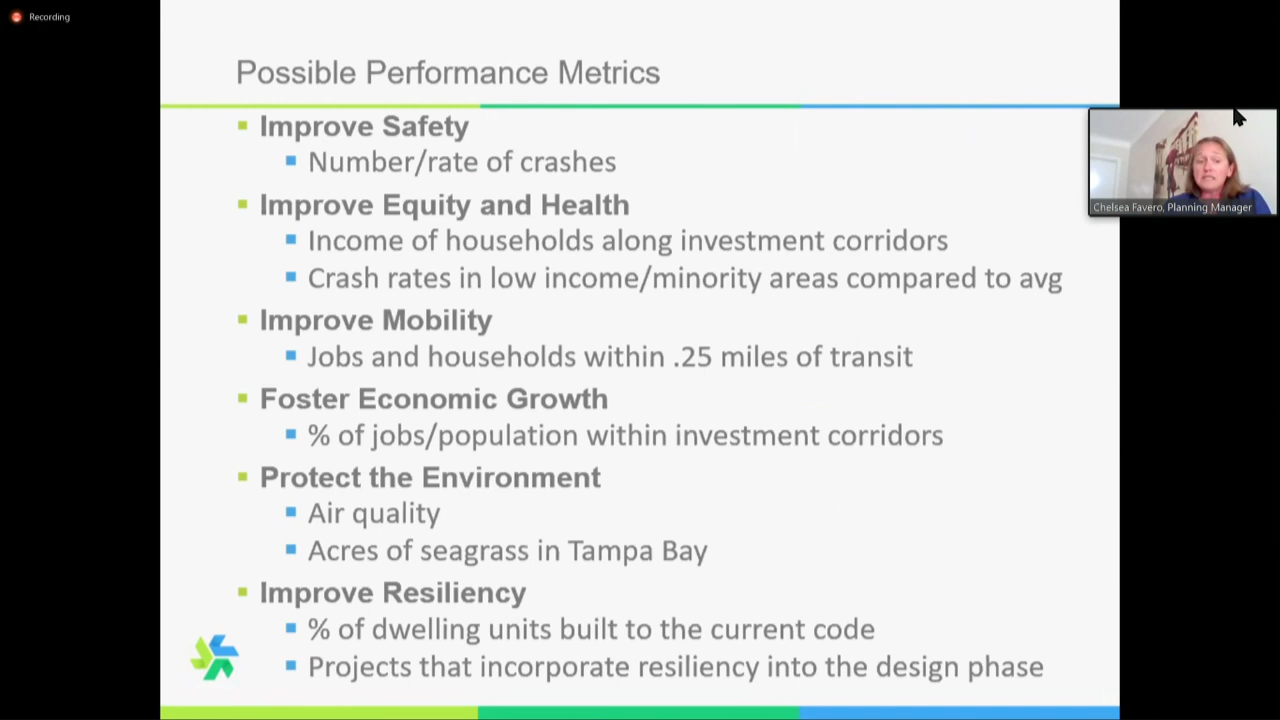 Recording
Possible Performance Metrics
Improve Safety
Number/rate of crashes
Improve Equity and Health
Income of households along investment corridors
Crash rates in low income/minority areas compared to avg
Improve Mobility
Jobs and households within .25 miles of transit
Foster Economic Growth
% of jobs/population within investment corridors
Protect the Environment
Air quality
Acres of seagrass in Tampa Bay
Improve Resiliency
% of dwelling units built to the current code
Projects that incorporate resiliency into the design phase
Chelsea Favero, Planning Manager